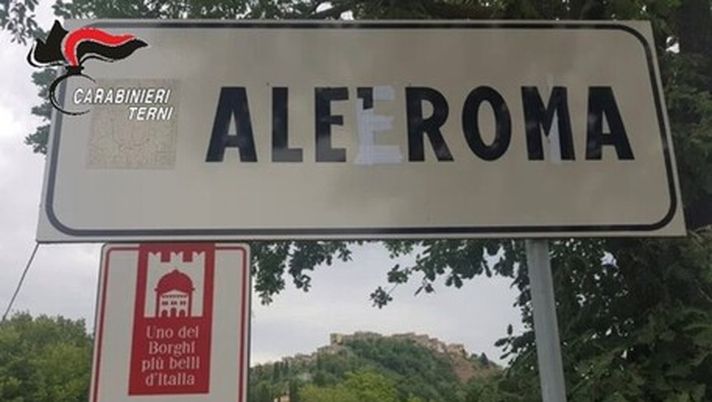 CARABINIERI
TERNI
ALEEROMA
Uno dei
Borghi
più belli
d'Italia